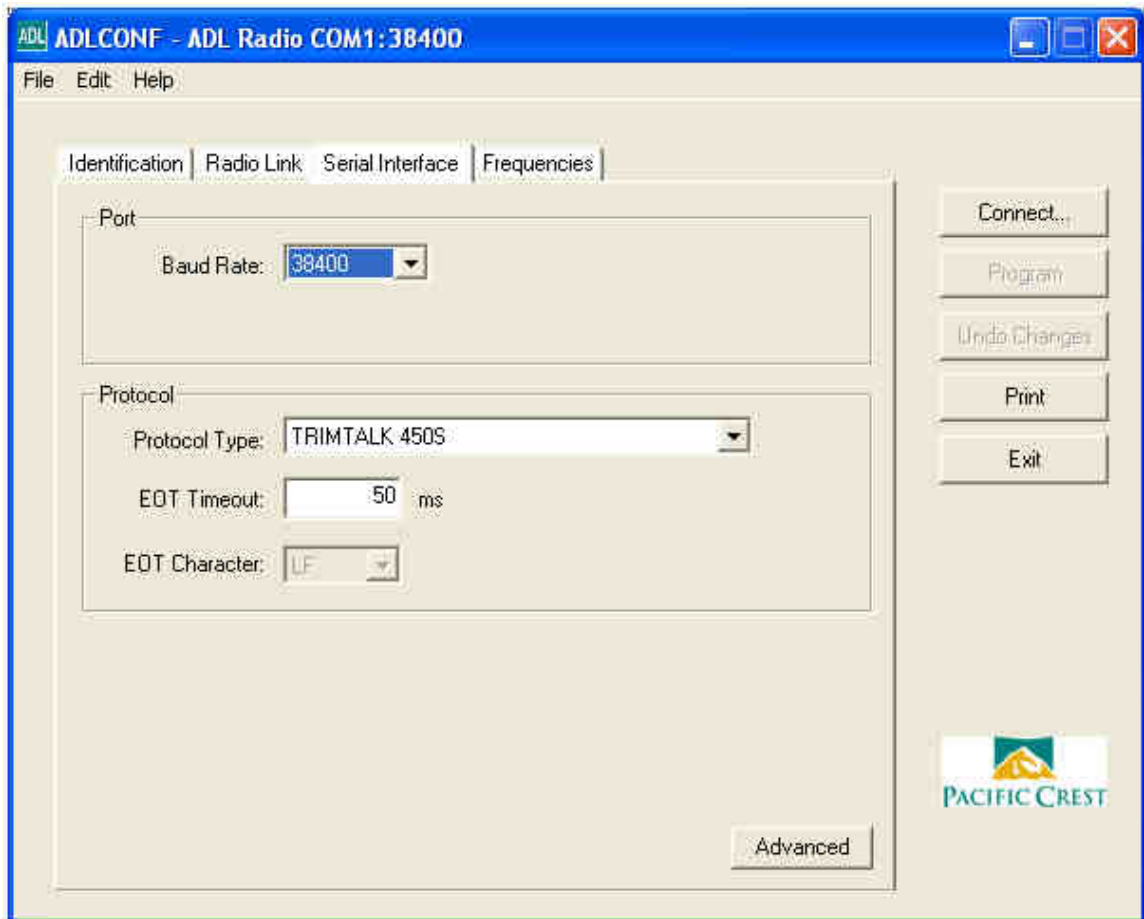 ADL ADLCONF - ADL Radio COM1:38400
File Edit Help
Identification Radio Link Serial Interface Frequencies
Port
Baud Rate: 38400
Protocol
Protocol Type: TRIMTALK 450S
EOT Timeout: 50 ms
EOT Character: LF
Advanced
Connect...
Program
Undo Changes
Print
Exit
PACIFIC CREST